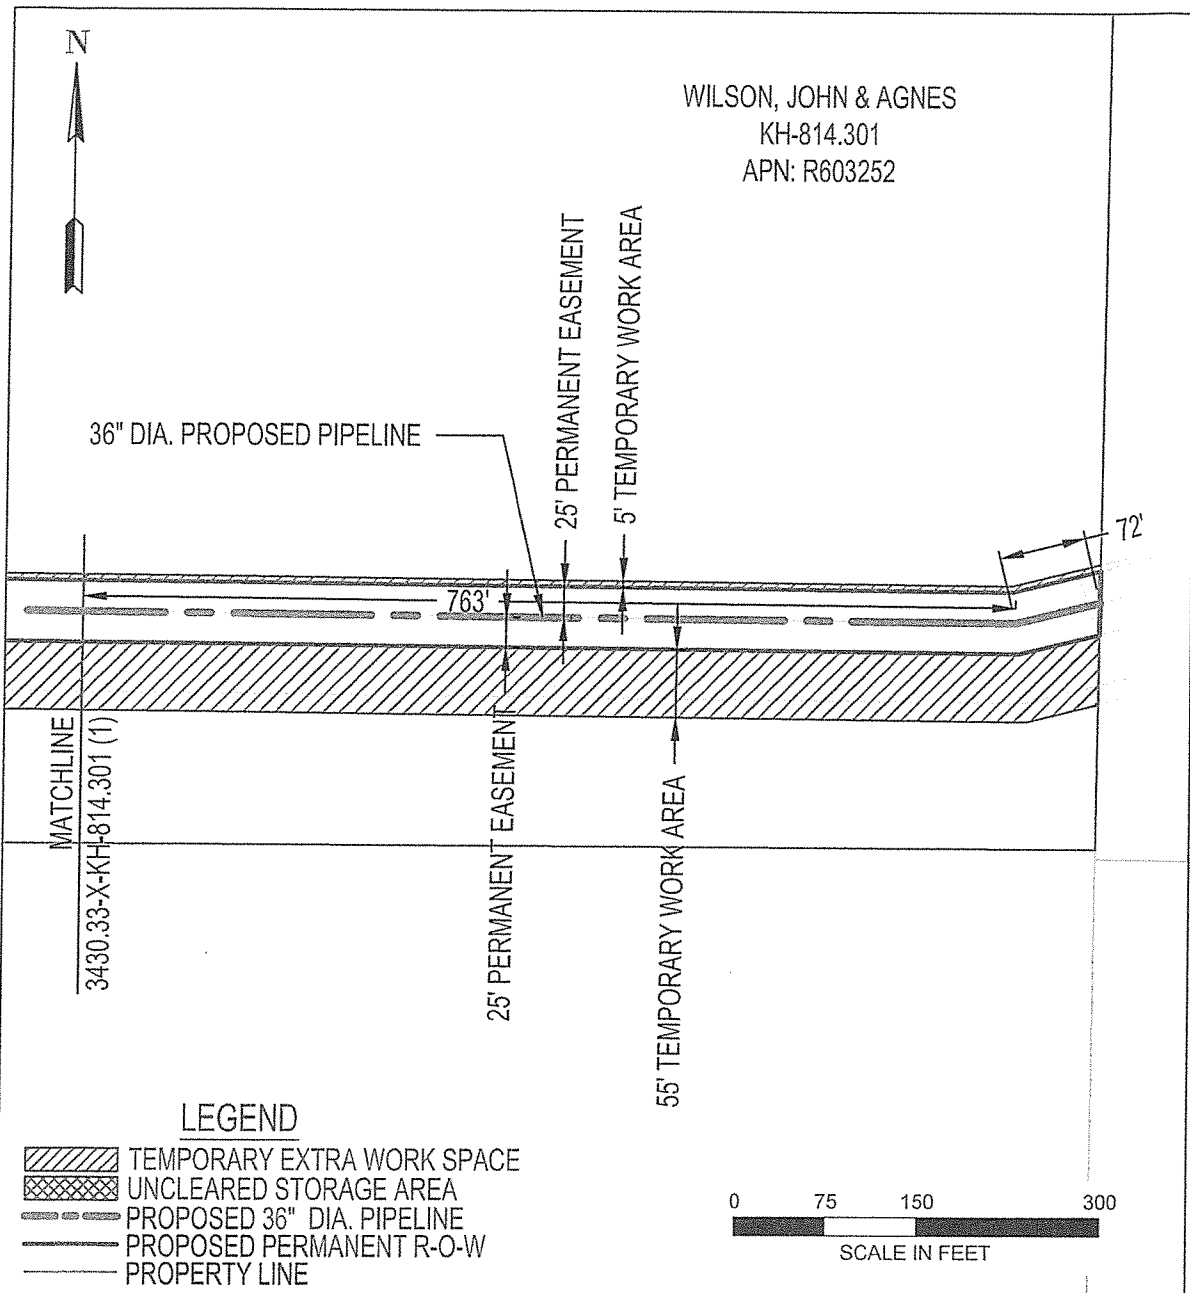 N
WILSON, JOHN & AGNES
KH-814.301
APN: R603252
25' PERMANENT EASEMENT
5' TEMPORARY WORK AREA
36" DIA. PROPOSED PIPELINE
72'
763'
MATCHLINE
3430.33-X-KH-814.301 (1)
25' PERMANENT EASEMENT
55' TEMPORARY WORK AREA
LEGEND
TEMPORARY EXTRA WORK SPACE
UNCLEARED STORAGE AREA
PROPOSED 36" DIA. PIPELINE
PROPOSED PERMANENT R-O-W
PROPERTY LINE
0 75 150 300
SCALE IN FEET